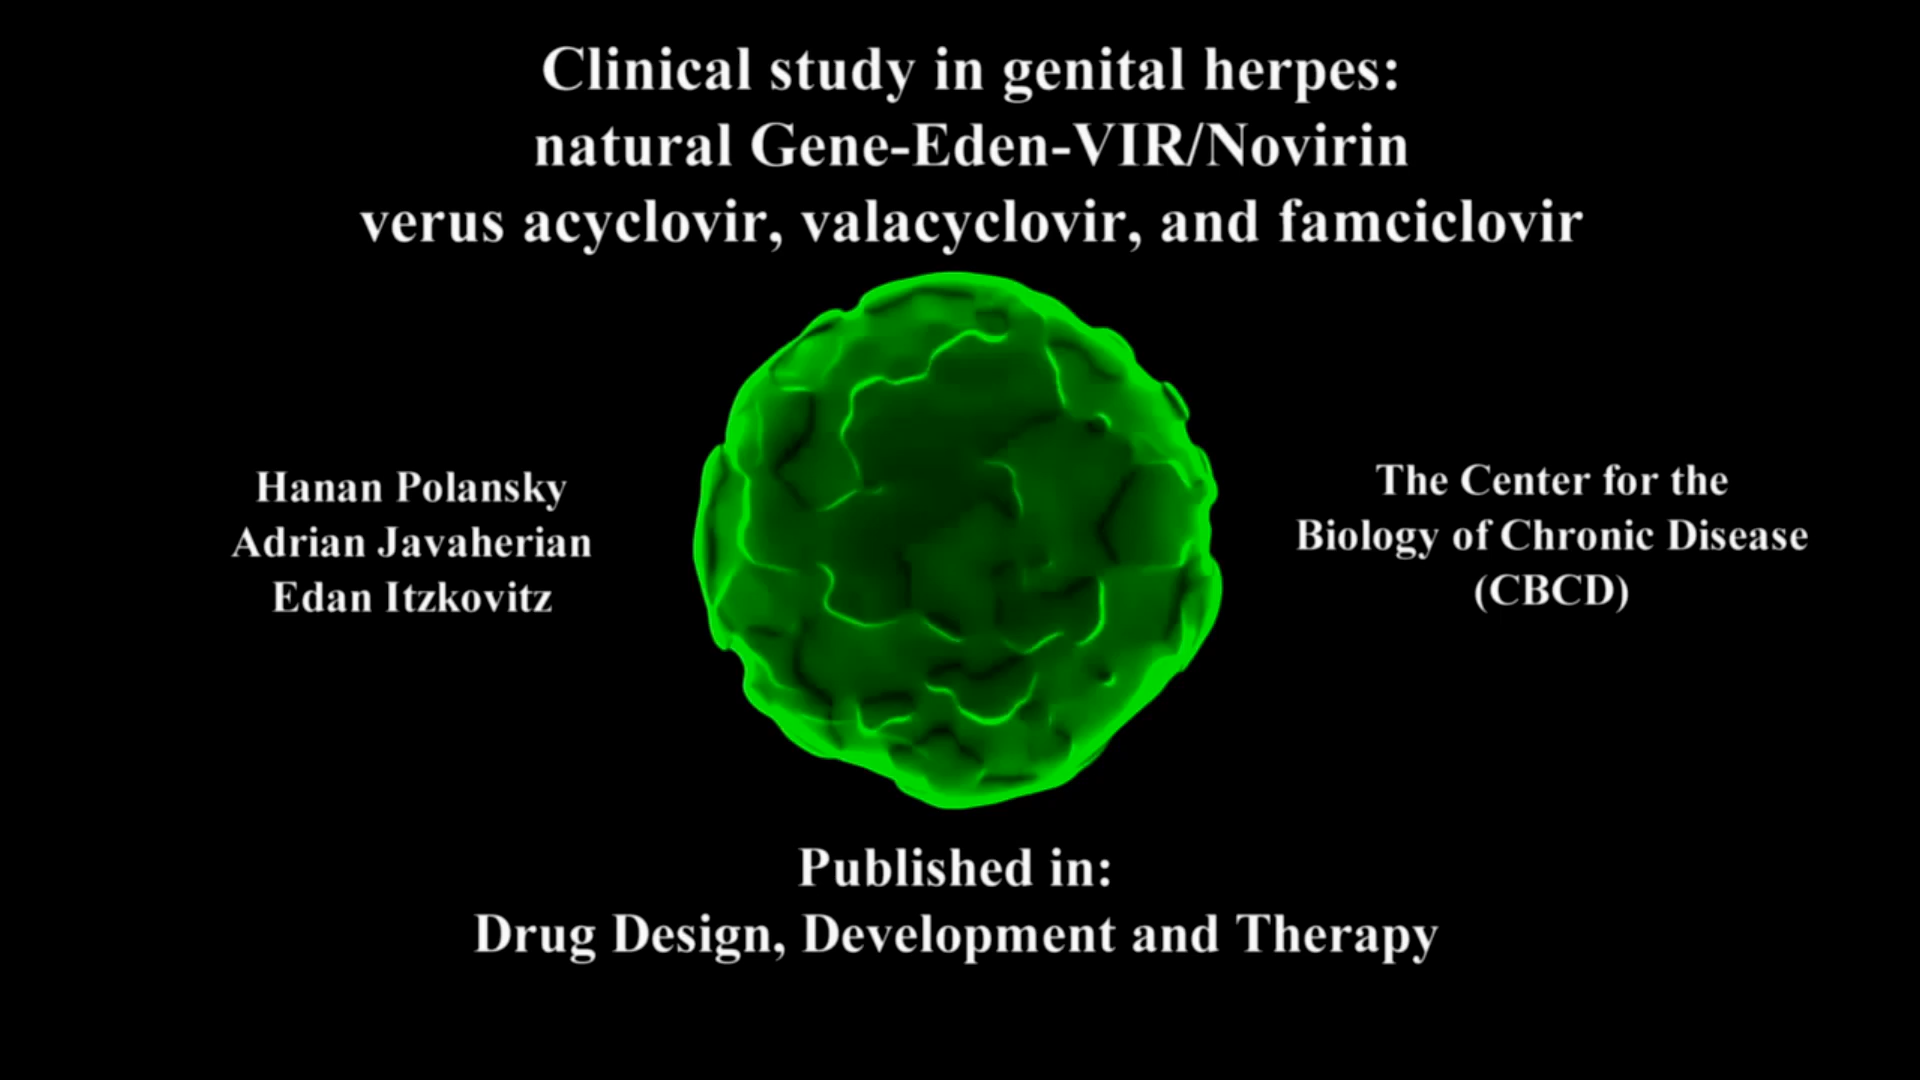 Clinical study in genital herpes:
natural Gene-Eden-VIR/Novirin
verus acyclovir, valacyclovir, and famciclovir
Hanan Polansky
Adrian Javaherian
Edan Itzkovitz
The Center for the
Biology of Chronic Disease
(CBCD)
Published in:
Drug Design, Development and Therapy